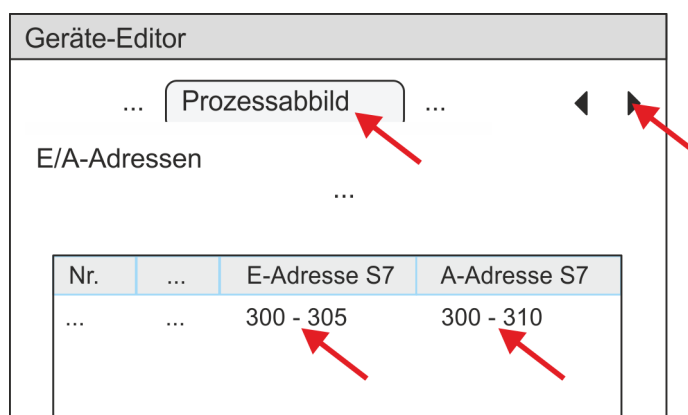 Geräte-Editor
... Prozessabbild ...
E/A-Adressen
...
Nr. ... E-Adresse S7 A-Adresse S7
... ... 300 - 305 300 - 310